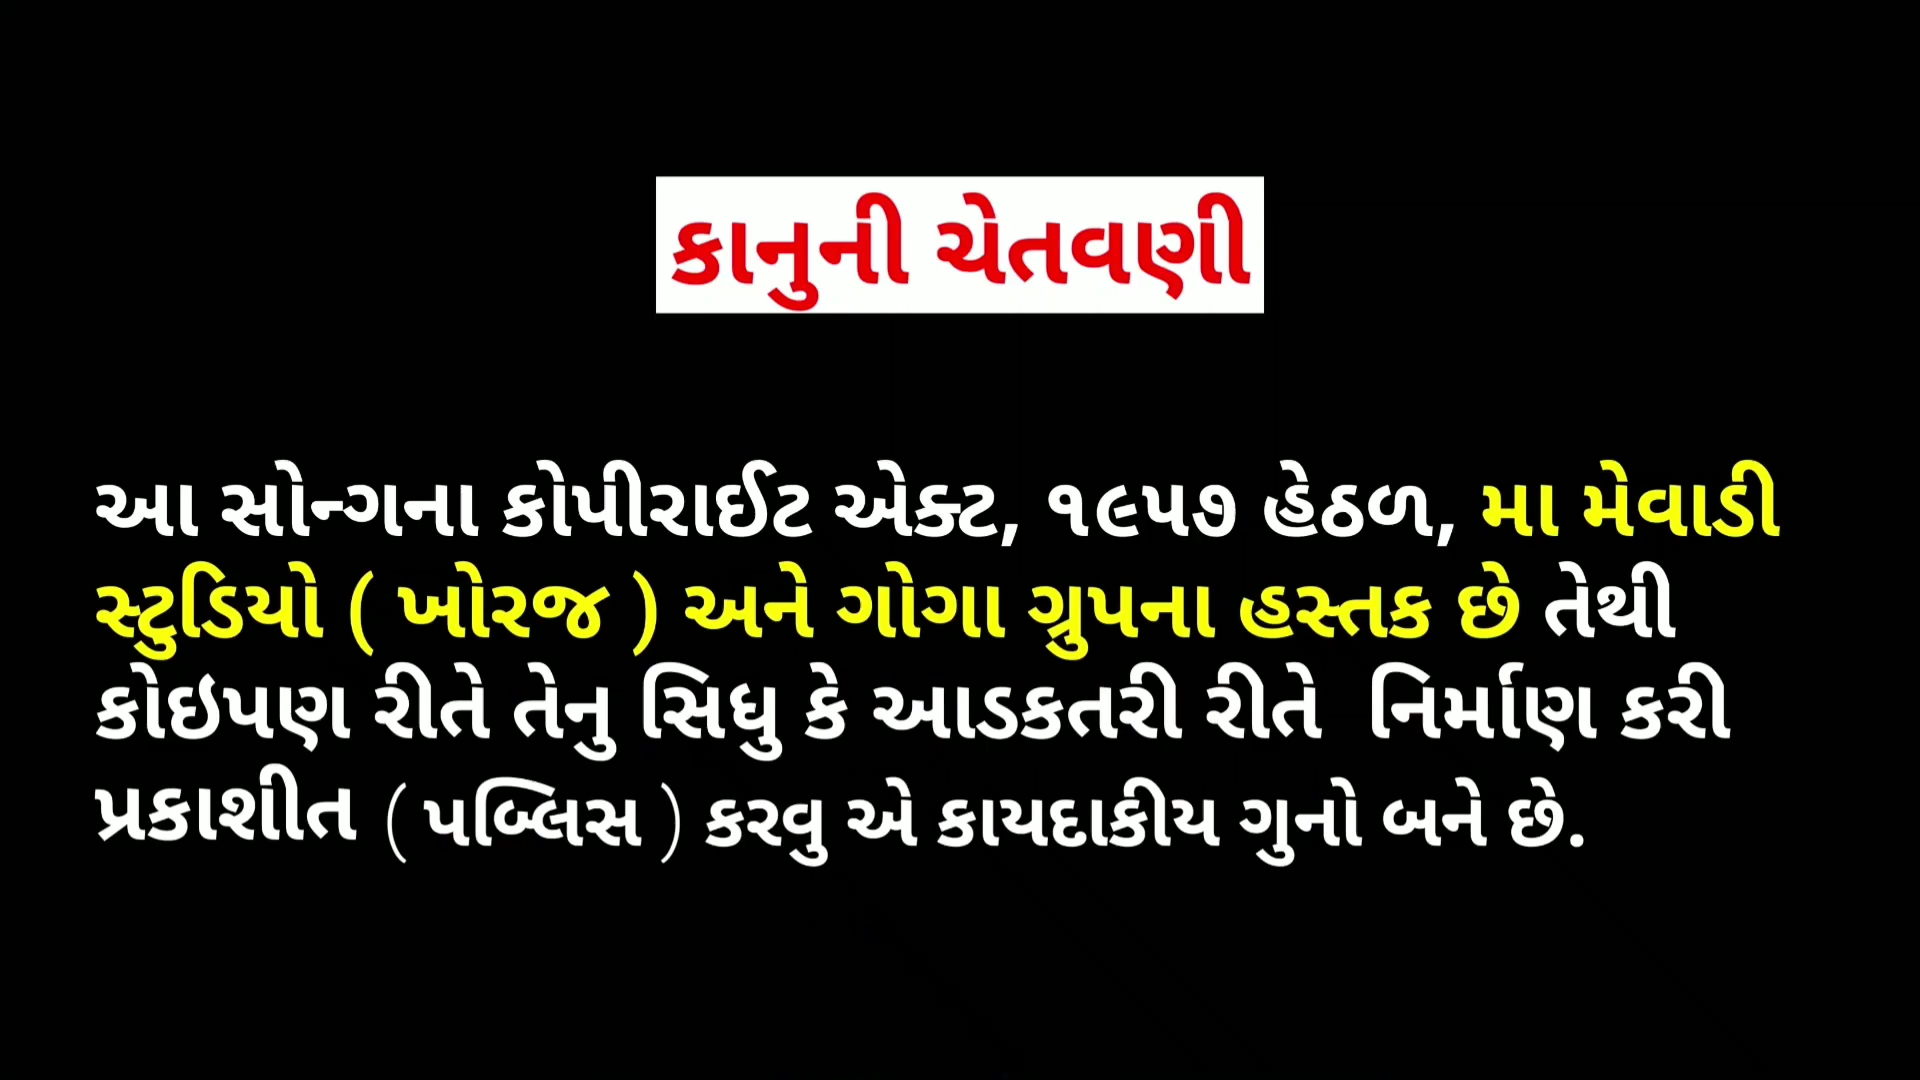 કાનુની ચેતવણી
આ સોન્ગના કોપીરાઈટ એક્ટ, ૧૯૫૭ હેઠળ, મા મેવાડી
સ્ટુડિયો ( ખોરજ ) અને ગોગા ગ્રુપના હસ્તક છે તેથી
કોઇપણ રીતે તેનુ સિધુ કે આડકતરી રીતે  નિર્માણ કરી
પ્રકાશીત ( પબ્લિસ ) કરવુ એ કાયદાકીય ગુનો બને છે.